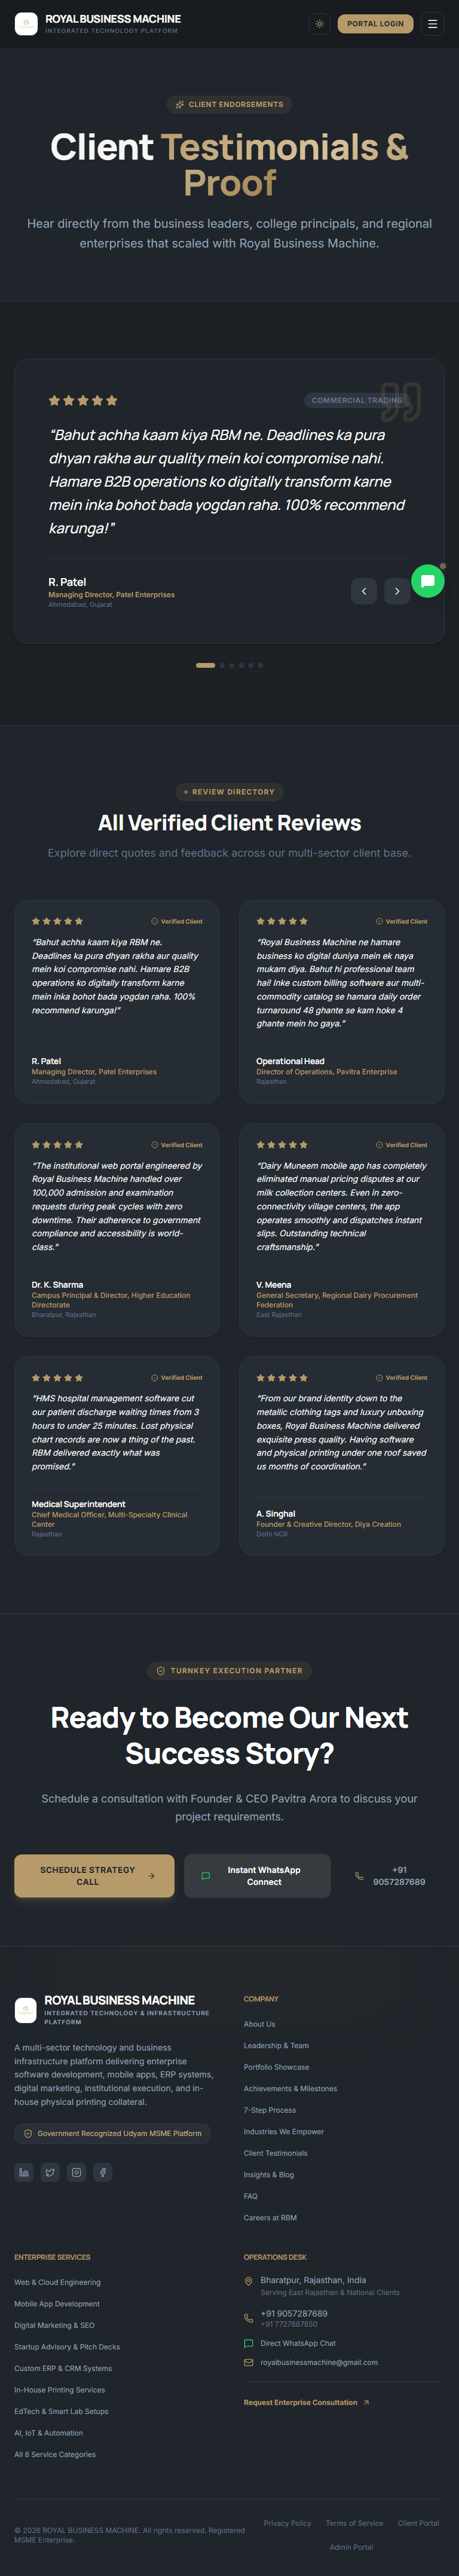 ROYAL BUSINESS MACHINE
INTEGRATED TECHNOLOGY PLATFORM
PORTAL LOGIN
CLIENT ENDORSEMENTS
Client Testimonials &
Proof
Hear directly from the business leaders, college principals, and regional
enterprises that scaled with Royal Business Machine.
COMMERCIAL TRADING
“Bahut achha kaam kiya RBM ne. Deadlines ka pura
dhyan rakha aur quality mein koi compromise nahi.
Hamare B2B operations ko digitally transform karne
mein inka bohot bada yogdan raha. 100% recommend
karunga!”
R. Patel
Managing Director, Patel Enterprises
Ahmedabad, Gujarat
REVIEW DIRECTORY
All Verified Client Reviews
Explore direct quotes and feedback across our multi-sector client base.
Verified Client
“Bahut achha kaam kiya RBM ne.
Deadlines ka pura dhyan rakha aur quality
mein koi compromise nahi. Hamare B2B
operations ko digitally transform karne
mein inka bohot bada yogdan raha. 100%
recommend karunga!”
R. Patel
Managing Director, Patel Enterprises
Ahmedabad, Gujarat
Verified Client
“Royal Business Machine ne hamare
business ko digital duniya mein ek naya
mukam diya. Bahut hi professional team
hai! Inke custom billing software aur multi-
commodity catalog se hamara daily order
turnaround 48 ghante se kam hoke 4
ghante mein ho gaya.”
Operational Head
Director of Operations, Pavitra Enterprise
Rajasthan
Verified Client
“The institutional web portal engineered by
Royal Business Machine handled over
100,000 admission and examination
requests during peak cycles with zero
downtime. Their adherence to government
compliance and accessibility is world-
class.”
Dr. K. Sharma
Campus Principal & Director, Higher Education
Directorate
Bharatpur, Rajasthan
Verified Client
“Dairy Muneem mobile app has completely
eliminated manual pricing disputes at our
milk collection centers. Even in zero-
connectivity village centers, the app
operates smoothly and dispatches instant
slips. Outstanding technical
craftsmanship.”
V. Meena
General Secretary, Regional Dairy Procurement
Federation
East Rajasthan
Verified Client
“HMS hospital management software cut
our patient discharge waiting times from 3
hours to under 25 minutes. Lost physical
chart records are now a thing of the past.
RBM delivered exactly what was
promised.”
Medical Superintendent
Chief Medical Officer, Multi-Specialty Clinical
Center
Rajasthan
Verified Client
“From our brand identity down to the
metallic clothing tags and luxury unboxing
boxes, Royal Business Machine delivered
exquisite press quality. Having software
and physical printing under one roof saved
us months of coordination.”
A. Singhal
Founder & Creative Director, Diya Creation
Delhi NCR
TURNKEY EXECUTION PARTNER
Ready to Become Our Next
Success Story?
Schedule a consultation with Founder & CEO Pavitra Arora to discuss your
project requirements.
SCHEDULE STRATEGY
CALL
Instant WhatsApp
Connect
+91
9057287689
ROYAL BUSINESS MACHINE
INTEGRATED TECHNOLOGY & INFRASTRUCTURE
PLATFORM
A multi-sector technology and business
infrastructure platform delivering enterprise
software development, mobile apps, ERP systems,
digital marketing, institutional execution, and in-
house physical printing collateral.
Government Recognized Udyam MSME Platform
COMPANY
About Us
Leadership & Team
Portfolio Showcase
Achievements & Milestones
7-Step Process
Industries We Empower
Client Testimonials
Insights & Blog
FAQ
Careers at RBM
ENTERPRISE SERVICES
Web & Cloud Engineering
Mobile App Development
Digital Marketing & SEO
Startup Advisory & Pitch Decks
Custom ERP & CRM Systems
In-House Printing Services
EdTech & Smart Lab Setups
AI, IoT & Automation
All 8 Service Categories
OPERATIONS DESK
Bharatpur, Rajasthan, India
Serving East Rajasthan & National Clients
+91 9057287689
+91 7727887850
Direct WhatsApp Chat
royalbusinessmachine@gmail.com
Request Enterprise Consultation
© 2026 ROYAL BUSINESS MACHINE. All rights reserved. Registered
MSME Enterprise.
Privacy Policy
Terms of Service
Client Portal
Admin Portal